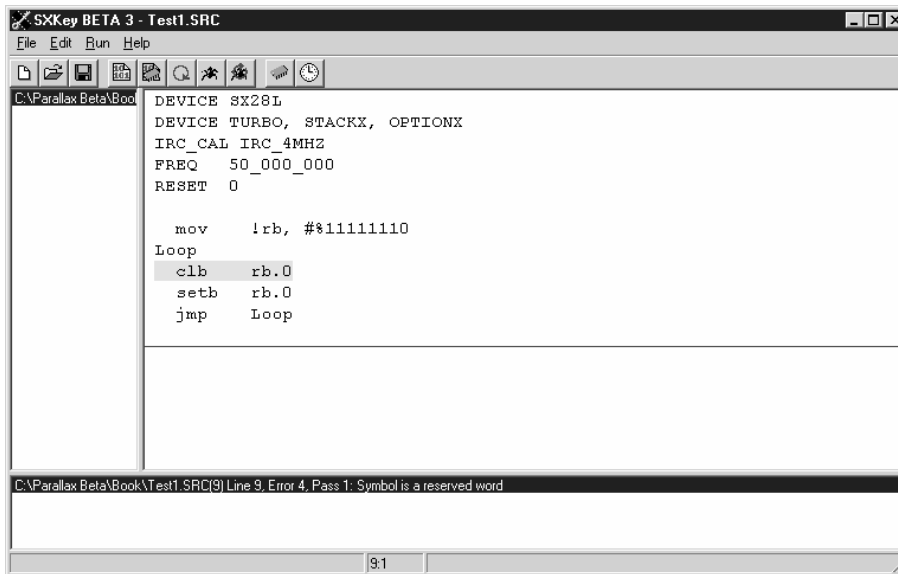 SXKey BETA 3 - Test1.SRC
File Edit Run Help
C:\Parallax Beta\Boo
DEVICE SX28L
DEVICE TURBO, STACKX, OPTIONX
IRC_CAL IRC_4MHZ
FREQ 50_000_000
RESET 0
mov !rb, #%11111110
Loop
clb rb.0
setb rb.0
jmp Loop
C:\Parallax Beta\Book\Test1.SRC(9) Line 9, Error 4, Pass 1: Symbol is a reserved word
9:1